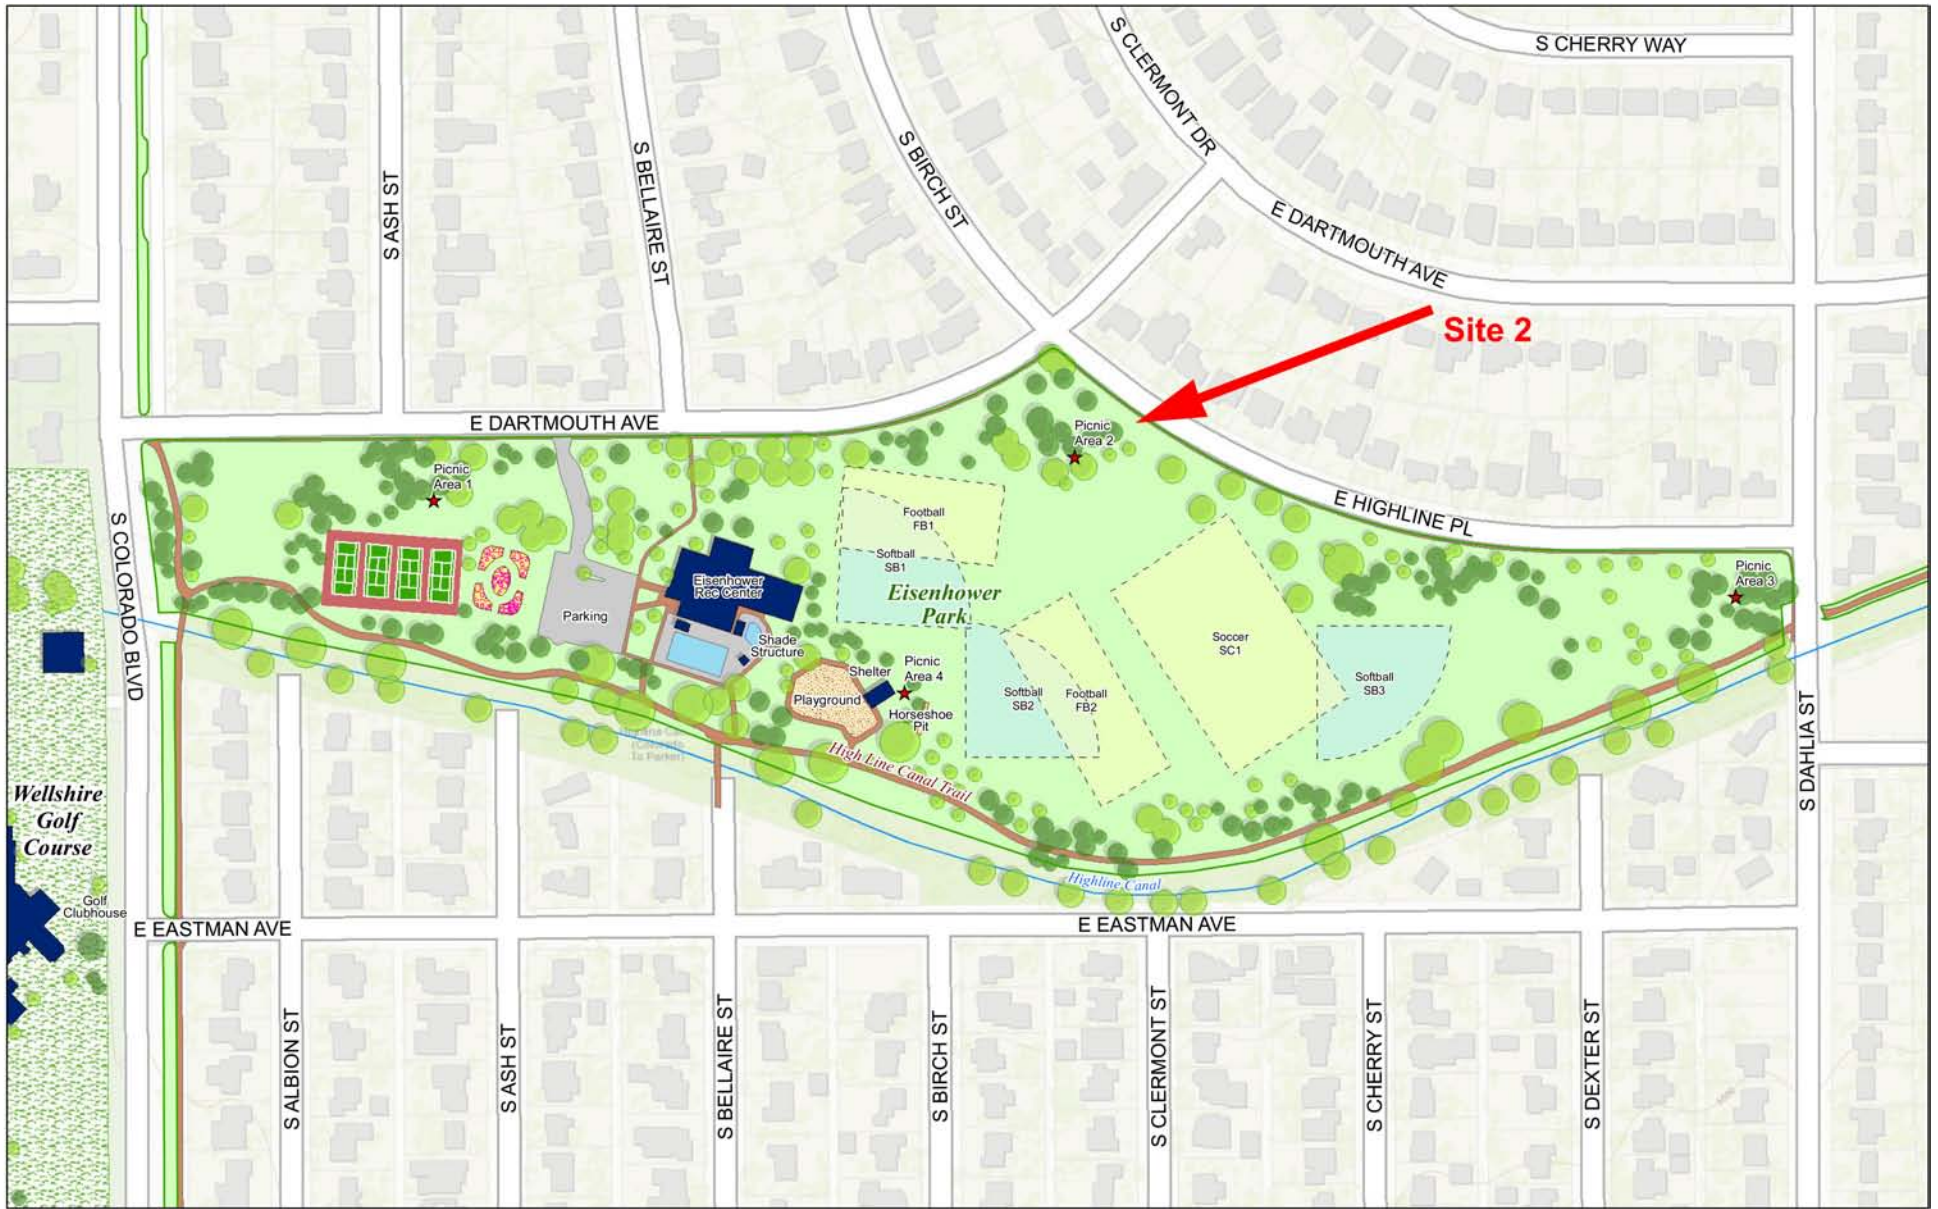 S CHERRY WAY
S CLERMONT DR
S BIRCH ST
S BELLAIRE ST
S ASH ST
E DARTMOUTH AVE
Site 2
E DARTMOUTH AVE
Picnic
Area 2
Picnic
Area 1
E HIGHLINE PL
S COLORADO BLVD
Football
FB1
Softball
SB1
Eisenhower
Park
Picnic
Area 3
Eisenhower
Rec Center
Parking
Shade
Structure
Soccer
SC1
Shelter
Picnic
Area 4
Playground
Horseshoe
Pit
Softball
SB2
Football
FB2
Softball
SB3
S DAHLIA ST
High Line Canal Trail
(Colorado
To Parker)
Wellshire
Golf
Course
Highline Canal
Golf
Clubhouse
E EASTMAN AVE
E EASTMAN AVE
S ALBION ST
S ASH ST
S BELLAIRE ST
S BIRCH ST
S CLERMONT ST
S CHERRY ST
S DEXTER ST